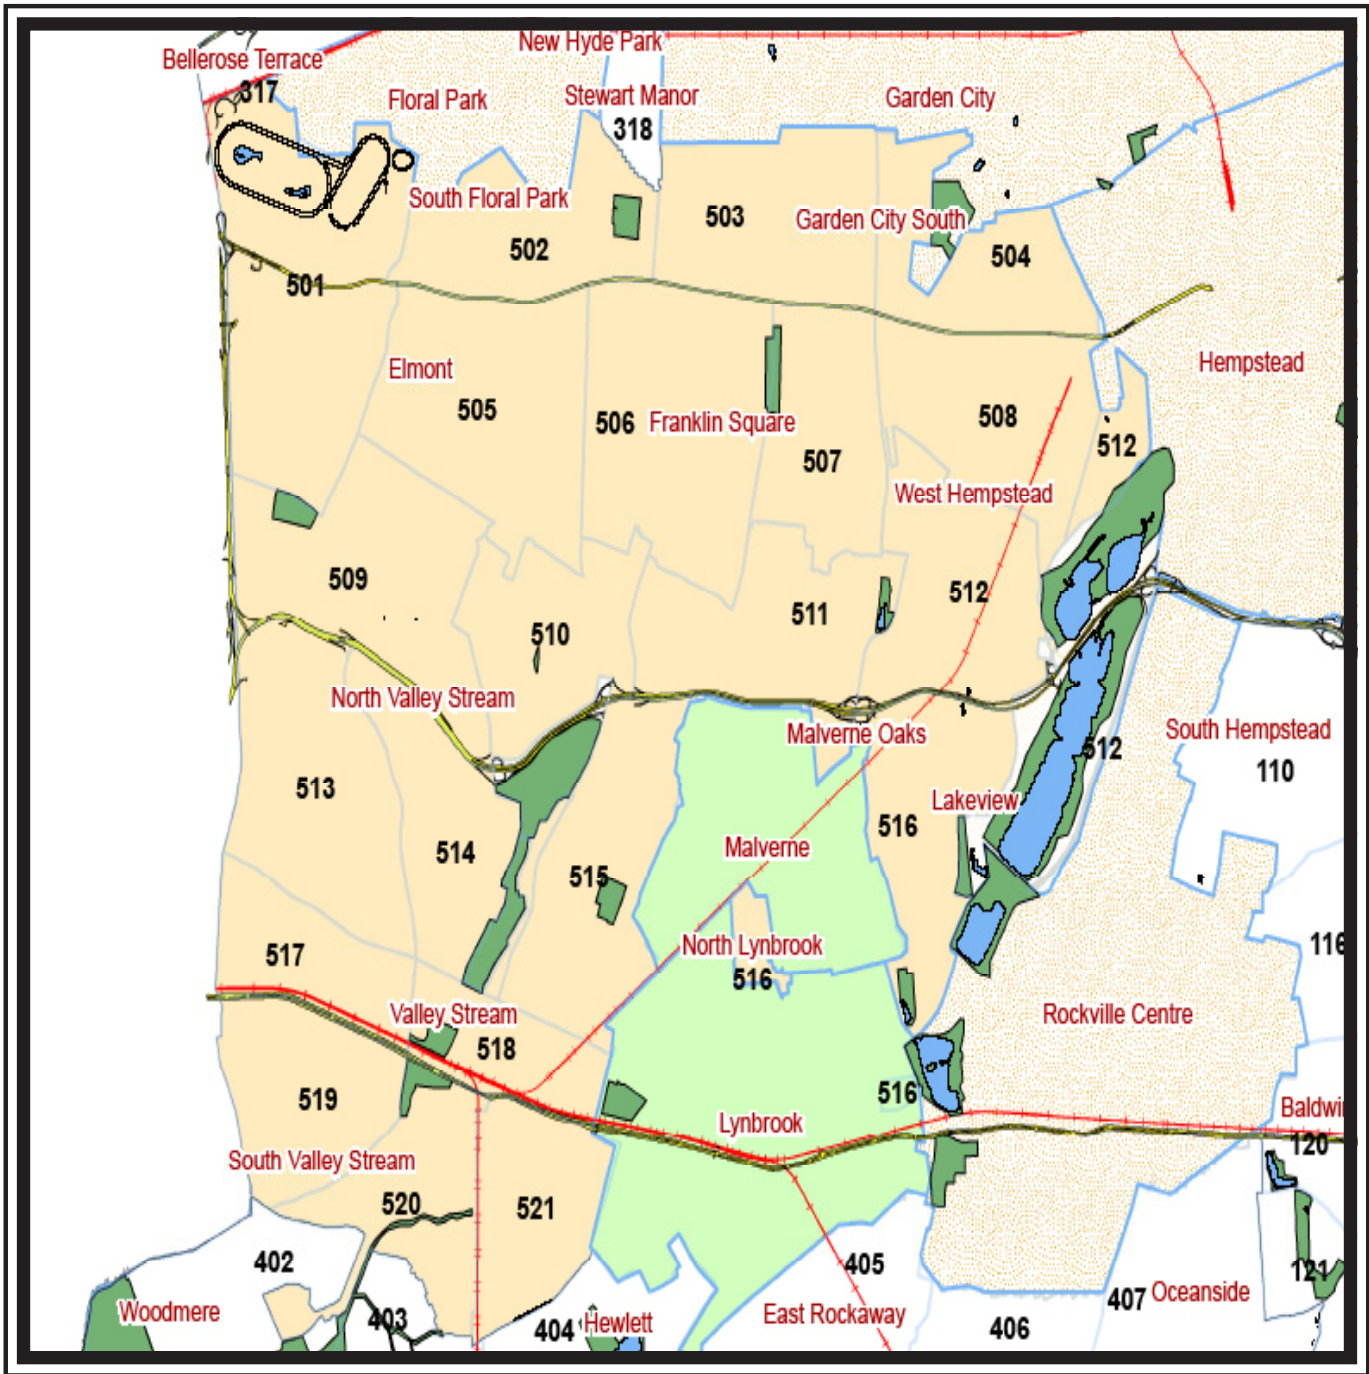 New Hyde Park
Bellerose Terrace
317
Floral Park
Stewart Manor
Garden City
318
South Floral Park
503
Garden City South
502
504
501
Hempstead
Elmont
505
506
Franklin Square
508
512
507
West Hempstead
509
512
511
510
North Valley Stream
Malverne Oaks
South Hempstead
512
110
513
Lakeview
516
Malverne
514
515
517
North Lynbrook
116
516
Valley Stream
Rockville Centre
518
516
519
Lynbrook
Baldwi
120
South Valley Stream
520
521
402
405
121
Oceanside
407
Woodmere
403
404
Hewlett
East Rockaway
406